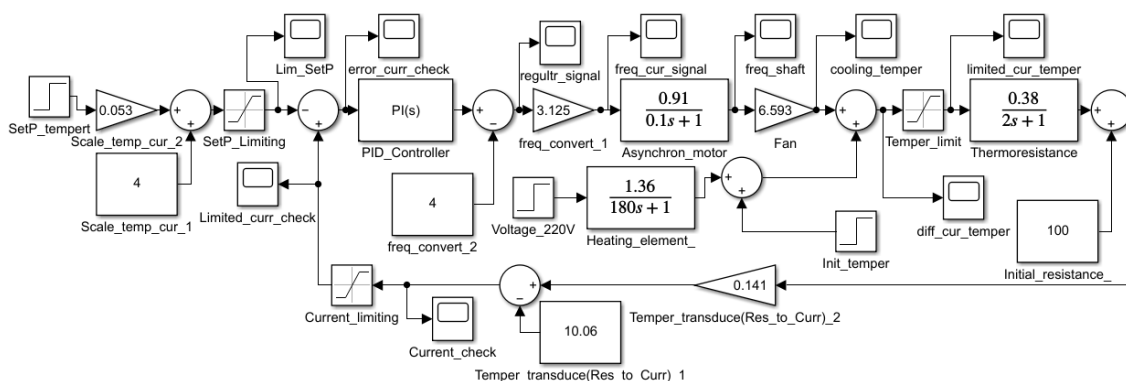 Lim_SetP
error_curr_check
regultr_signal
freq_cur_signal
freq_shaft
cooling_temper
limited_cur_temper
SetP_tempert
0.053
Scale_temp_cur_2
SetP_Limiting
PI(s)
PID_Controller
3.125
freq_convert_1
0.91
0.1s + 1
Asynchron_motor
6.593
Fan
Temper_limit
0.38
2s + 1
Thermoresistance
4
Scale_temp_cur_1
Limited_curr_check
4
freq_convert_2
Voltage_220V
1.36
180s + 1
Heating_element_
Init_temper
diff_cur_temper
100
Initial_resistance_
Current_limiting
Current_check
10.06
Temper_transduce(Res_to_Curr)_1
0.141
Temper_transduce(Res_to_Curr)_2